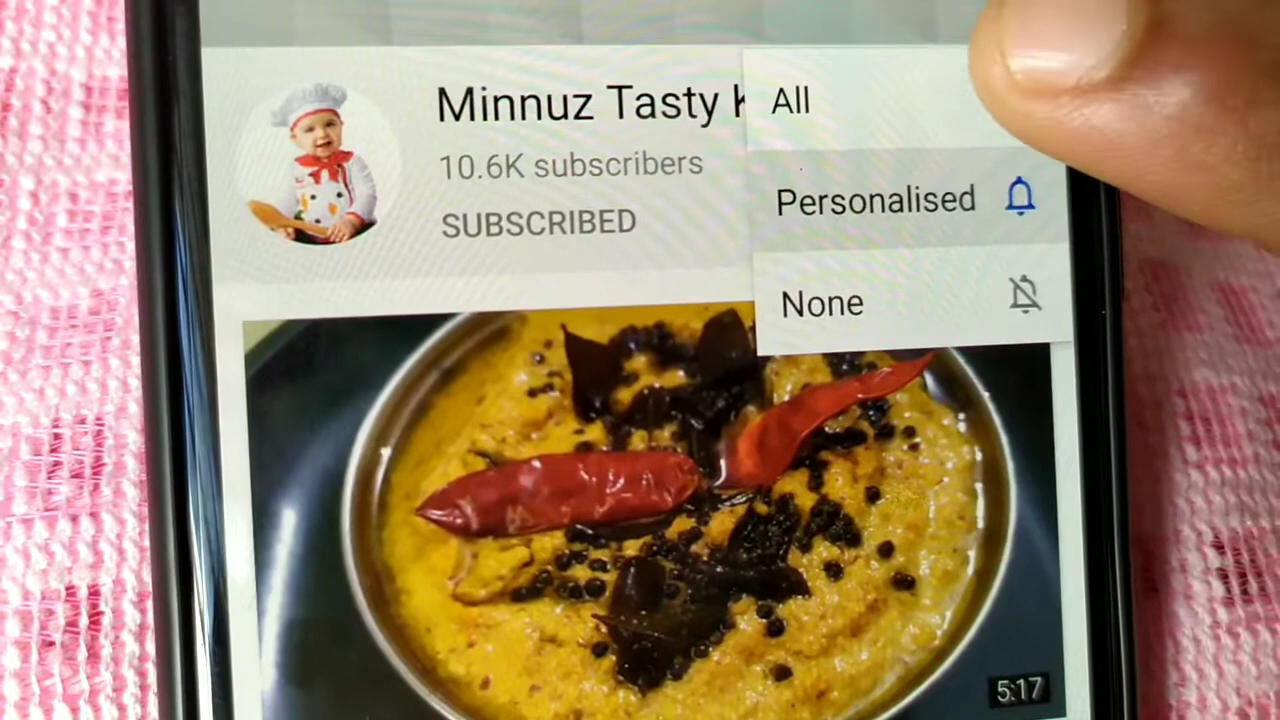 Minnuz Tasty
10.6K subscribers
SUBSCRIBED
All
Personalised
None
5:17